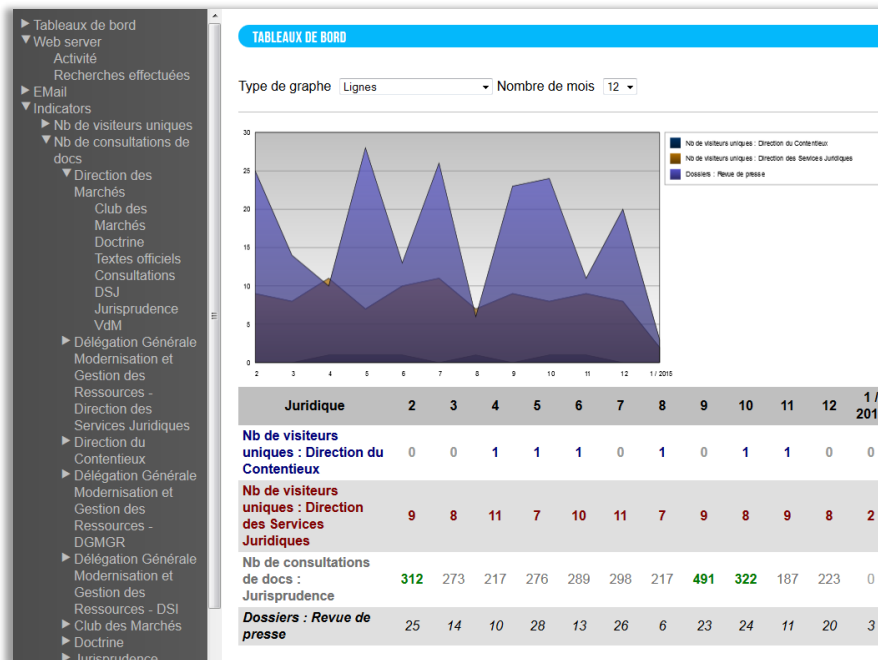 Tableaux de bord
Web server
Activité
Recherches effectuées
EMail
Indicators
Nb de visiteurs uniques
Nb de consultations de
docs
Direction des
Marchés
Club des
Marchés
Doctrine
Textes officiels
Consultations
DSJ
Jurisprudence
VdM
Délégation Générale
Modernisation et
Gestion des
Ressources -
Direction des
Services Juridiques
Direction du
Contentieux
Délégation Générale
Modernisation et
Gestion des
Ressources -
DGMGR
Délégation Générale
Modernisation et
Gestion des
Ressources - DSI
Club des Marchés
Doctrine
Jurisprudence
TABLEAUX DE BORD
Type de graphe Lignes Nombre de mois 12
30
25
20
15
10
5
0
2 3 4 5 6 7 8 9 10 11 12 1 / 2015
Nb de visiteurs uniques : Direction du Contentieux
Nb de visiteurs uniques : Direction des Services Juridiques
Dossiers : Revue de presse
Juridique 2 3 4 5 6 7 8 9 10 11 12 1 /
201
Nb de visiteurs
uniques : Direction du 0 0 1 1 1 0 1 0 1 1 0 0
Contentieux
Nb de visiteurs
uniques : Direction
des Services 9 8 11 7 10 11 7 9 8 9 8 2
Juridiques
Nb de consultations
de docs : 312 273 217 276 289 298 217 491 322 187 223 0
Jurisprudence
Dossiers : Revue de
presse 25 14 10 28 13 26 6 23 24 11 20 3